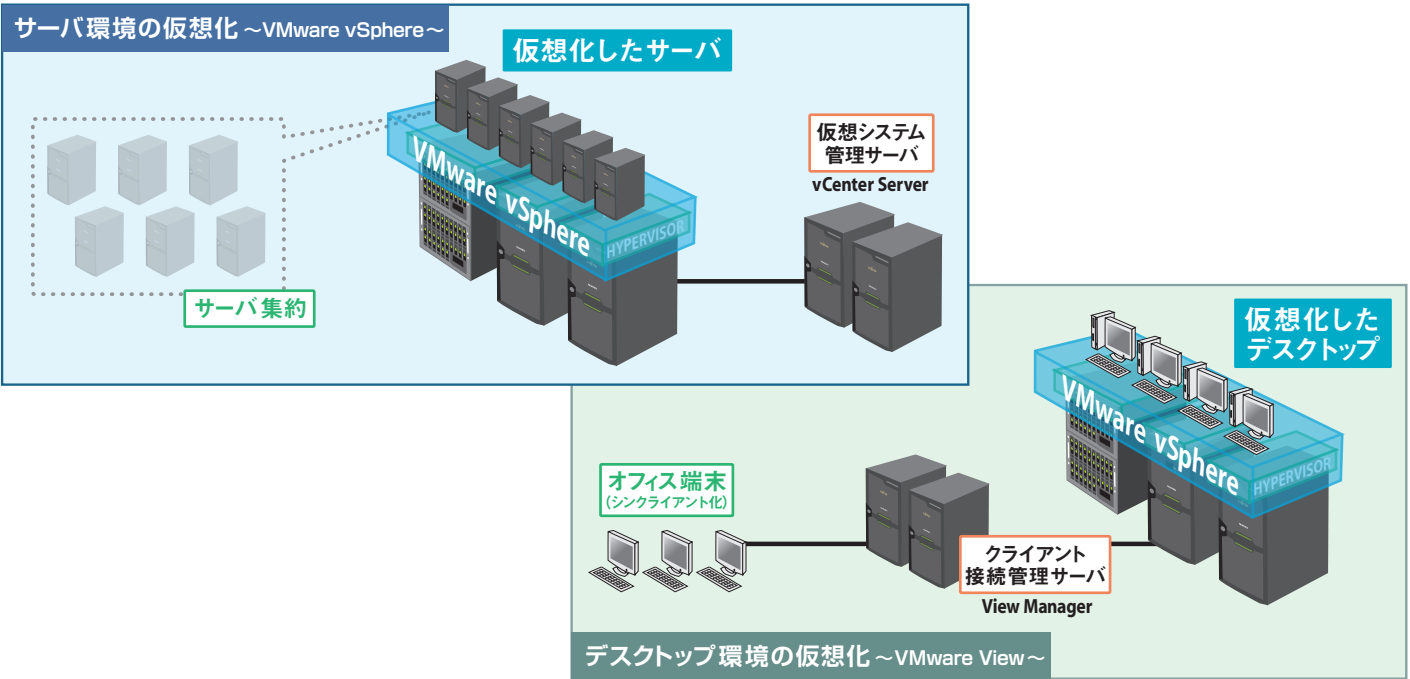 サーバ環境の仮想化～VMware vSphere～
仮想化したサーバ
VMware vSphere
HYPERVISOR
サーバ集約
仮想システム
管理サーバ
vCenter Server
仮想化した
デスクトップ
VMware vSphere
HYPERVISOR
オフィス端末
(シンクライアント化)
クライアント
接続管理サーバ
View Manager
デスクトップ環境の仮想化～VMware View～